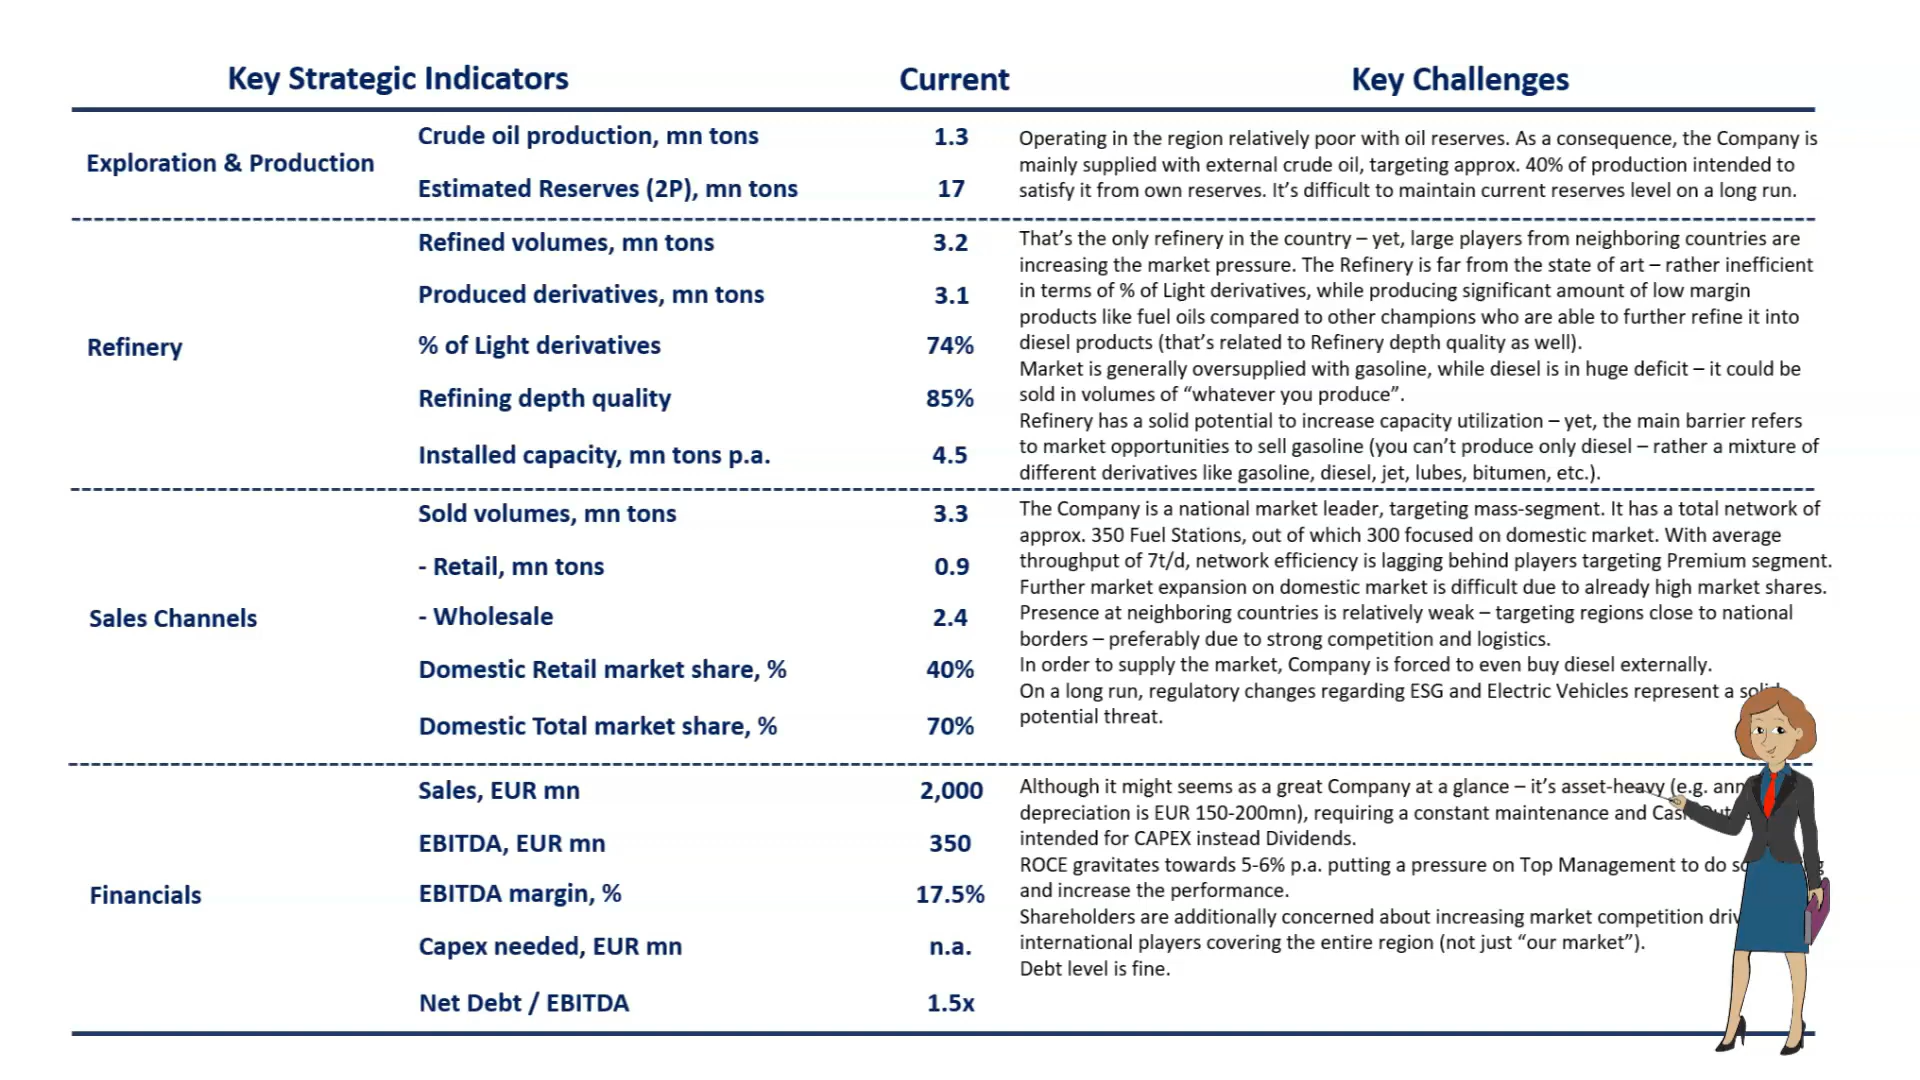 Key Strategic Indicators Current Key Challenges
Exploration & Production
Crude oil production, mn tons 1.3
Estimated Reserves (2P), mn tons 17
Operating in the region relatively poor with oil reserves. As a consequence, the Company is
mainly supplied with external crude oil, targeting approx. 40% of production intended to
satisfy it from own reserves. It's difficult to maintain current reserves level on a long run.
Refinery
Refined volumes, mn tons 3.2
Produced derivatives, mn tons 3.1
% of Light derivatives 74%
Refining depth quality 85%
Installed capacity, mn tons p.a. 4.5
That's the only refinery in the country – yet, large players from neighboring countries are
increasing the market pressure. The Refinery is far from the state of art – rather inefficient
in terms of % of Light derivatives, while producing significant amount of low margin
products like fuel oils compared to other champions who are able to further refine it into
diesel products (that's related to Refinery depth quality as well).
Market is generally oversupplied with gasoline, while diesel is in huge deficit – it could be
sold in volumes of “whatever you produce”.
Refinery has a solid potential to increase capacity utilization – yet, the main barrier refers
to market opportunities to sell gasoline (you can't produce only diesel – rather a mixture of
different derivatives like gasoline, diesel, jet, lubes, bitumen, etc.).
Sales Channels
Sold volumes, mn tons 3.3
- Retail, mn tons 0.9
- Wholesale 2.4
Domestic Retail market share, % 40%
Domestic Total market share, % 70%
The Company is a national market leader, targeting mass-segment. It has a total network of
approx. 350 Fuel Stations, out of which 300 focused on domestic market. With average
throughput of 7t/d, network efficiency is lagging behind players targeting Premium segment.
Further market expansion on domestic market is difficult due to already high market shares.
Presence at neighboring countries is relatively weak – targeting regions close to national
borders – preferably due to strong competition and logistics.
In order to supply the market, Company is forced to even buy diesel externally.
On a long run, regulatory changes regarding ESG and Electric Vehicles represent a solid
potential threat.
Financials
Sales, EUR mn 2,000
EBITDA, EUR mn 350
EBITDA margin, % 17.5%
Capex needed, EUR mn n.a.
Net Debt / EBITDA 1.5x
Although it might seems as a great Company at a glance – it's asset-heavy (e.g.
depreciation is EUR 150-200mn), requiring a constant maintenance and
intended for CAPEX instead Dividends.
ROCE gravitates towards 5-6% p.a. putting a pressure on Top Management to do
and increase the performance.
Shareholders are additionally concerned about increasing market competition
international players covering the entire region (not just “our market”).
Debt level is fine.